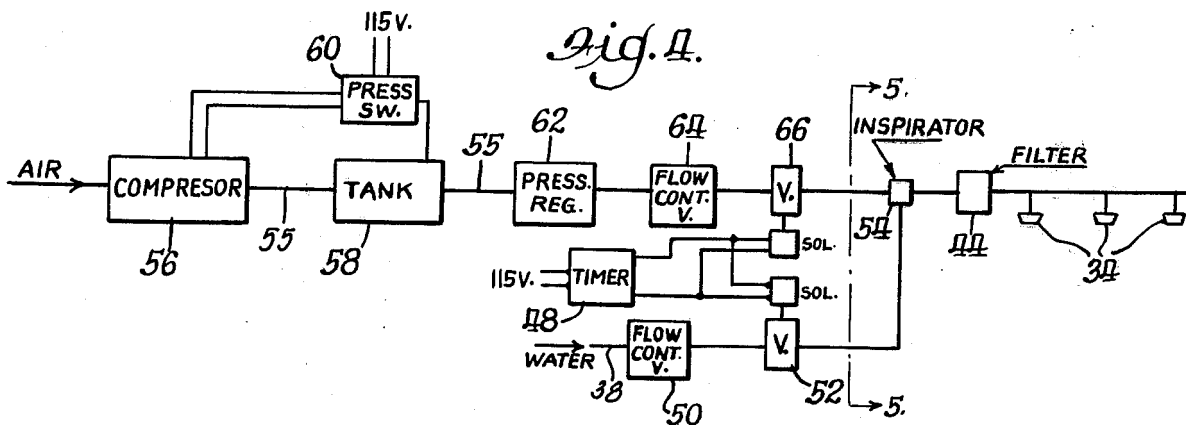 Fig. 4.
115V.
60
PRESS
SW.
5.
INSPIRATOR
62
64
66
FILTER
AIR
COMPRESOR
55
TANK
55
PRESS.
REG.
FLOW
CONT.
V.
V.
54
44
34
56
58
SOL.
115V.
TIMER
48
SOL.
WATER
38
FLOW
CONT.
V.
50
V.
52
5.